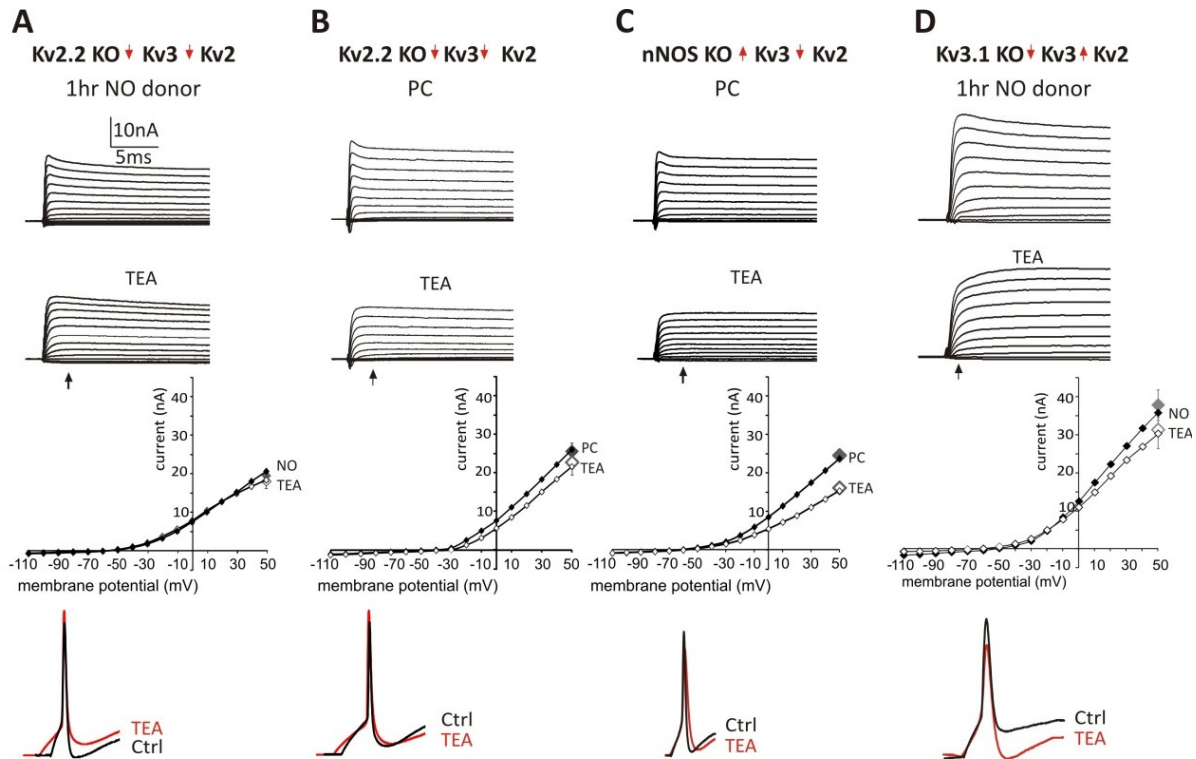 A
Kv2.2 KO Kv3 Kv2
1hr NO donor
10nA
5ms
TEA
current (nA)
40
30
20
10
NO
TEA
-110 -90 -70 -50 -30 -10 10 30 50
membrane potential (mV)
TEA
Ctrl
B
Kv2.2 KO Kv3 Kv2
PC
TEA
current (nA)
40
30
20
10
PC
TEA
-110 -90 -70 -50 -30 -10 10 30 50
membrane potential (mV)
Ctrl
TEA
C
nNOS KO Kv3 Kv2
PC
TEA
current (nA)
40
30
20
10
PC
TEA
-110 -90 -70 -50 -30 -10 10 30 50
membrane potential (mV)
Ctrl
TEA
D
Kv3.1 KO Kv3 Kv2
1hr NO donor
TEA
current (nA)
40
30
20
10
NO
TEA
-110 -90 -70 -50 -30 -10 10 30 50
membrane potential (mV)
Ctrl
TEA